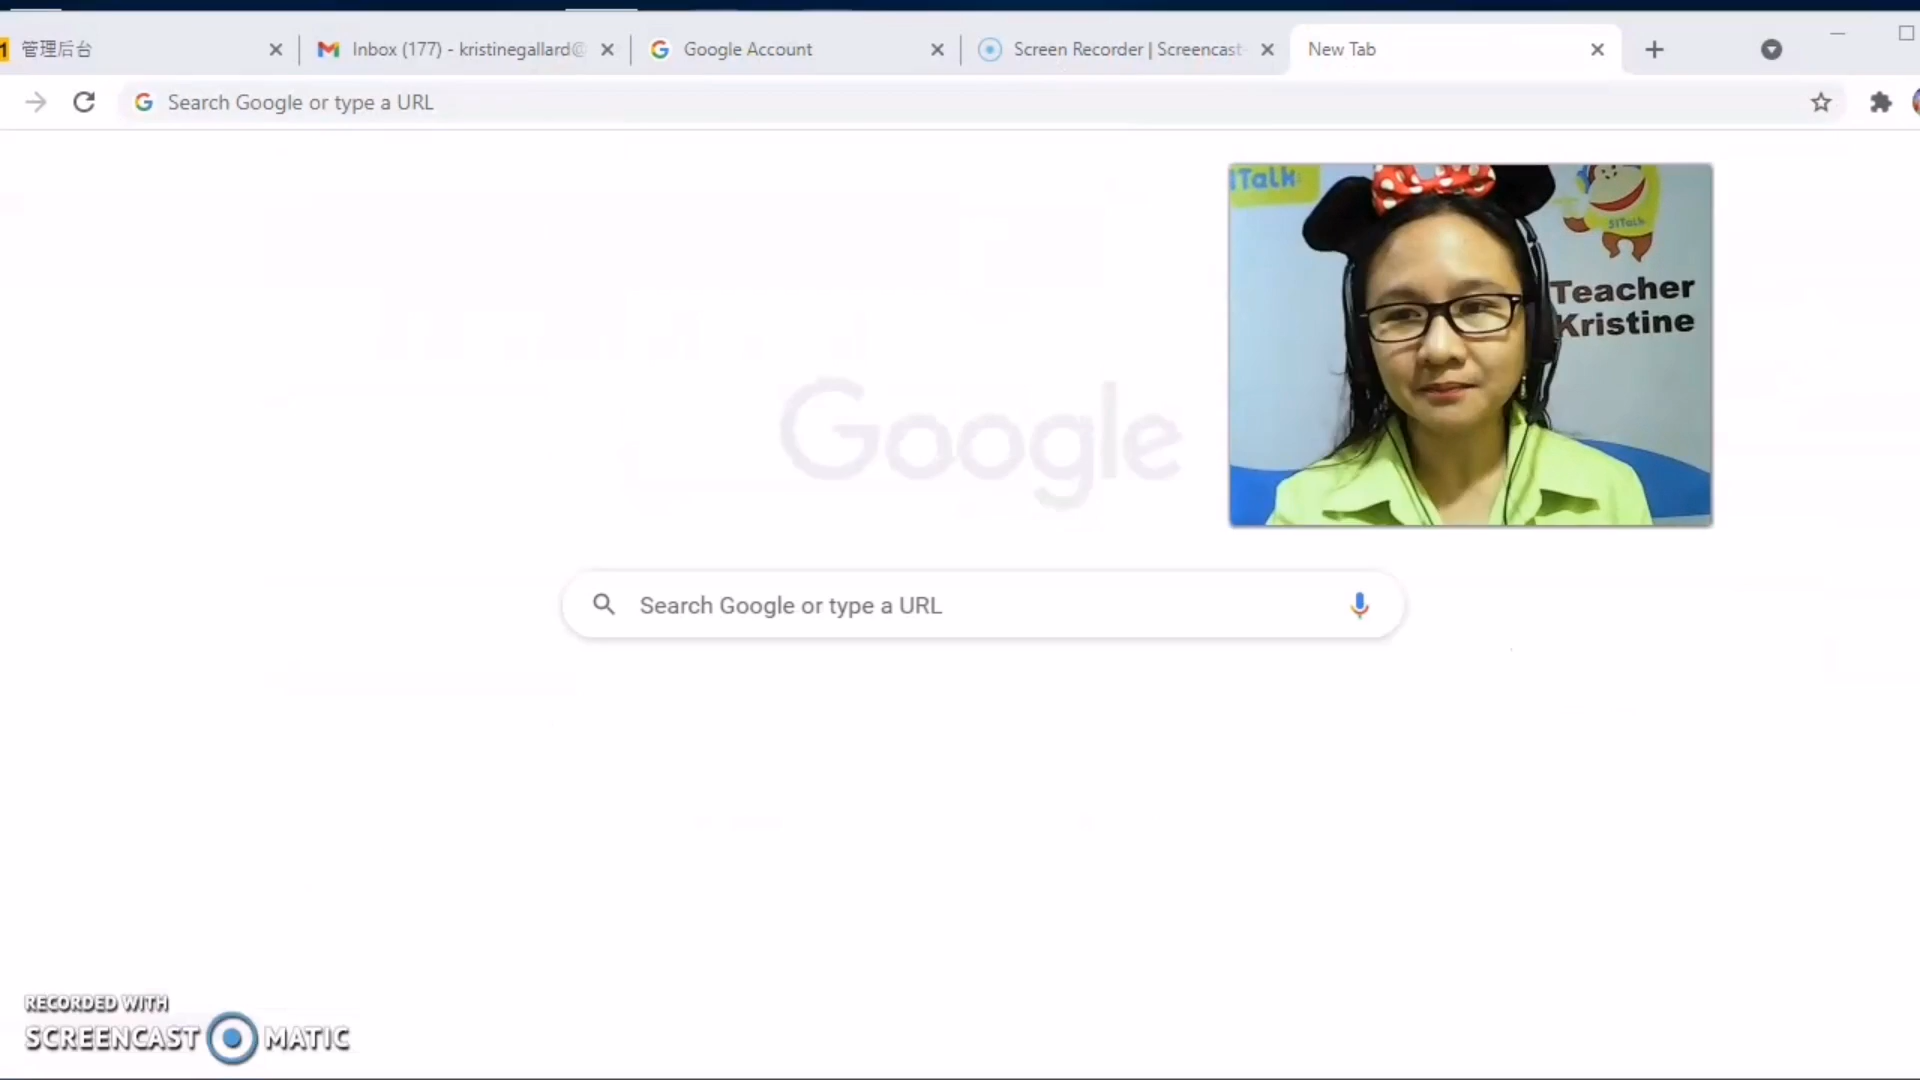 管理后台
Inbox (177) - kristinegallard@
Google Account
Screen Recorder | Screencast
New Tab
Search Google or type a URL
Teacher
Kristine
Google
Search Google or type a URL
RECORDED WITH
SCREENCAST MATIC